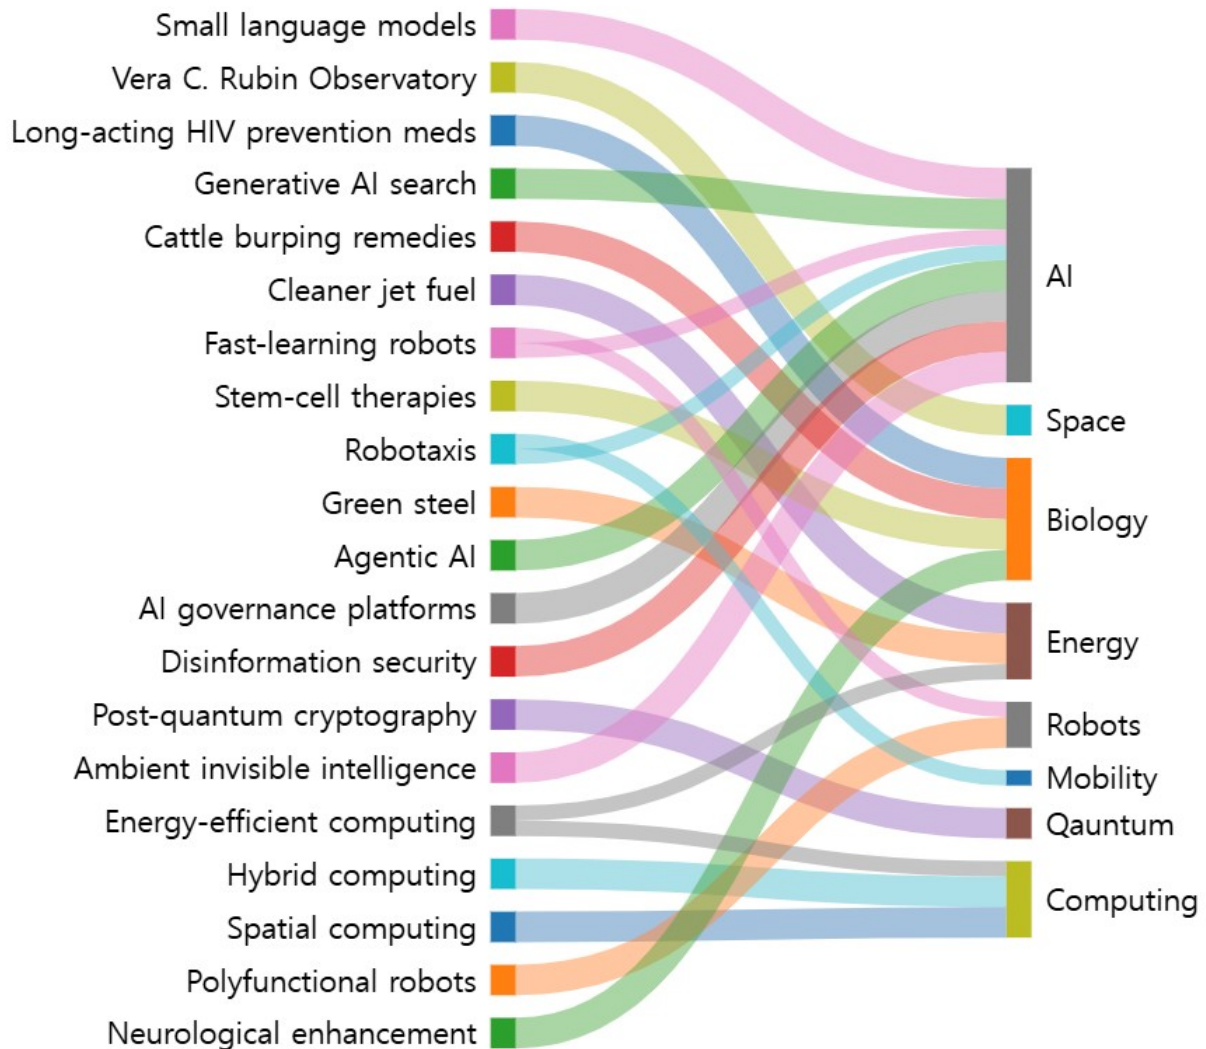 Small language models
Vera C. Rubin Observatory
Long-acting HIV prevention meds
Generative AI search
Cattle burping remedies
Cleaner jet fuel
Fast-learning robots
Stem-cell therapies
Robotaxis
Green steel
Agentic AI
AI governance platforms
Disinformation security
Post-quantum cryptography
Ambient invisible intelligence
Energy-efficient computing
Hybrid computing
Spatial computing
Polyfunctional robots
Neurological enhancement
AI
Space
Biology
Energy
Robots
Mobility
Qauntum
Computing